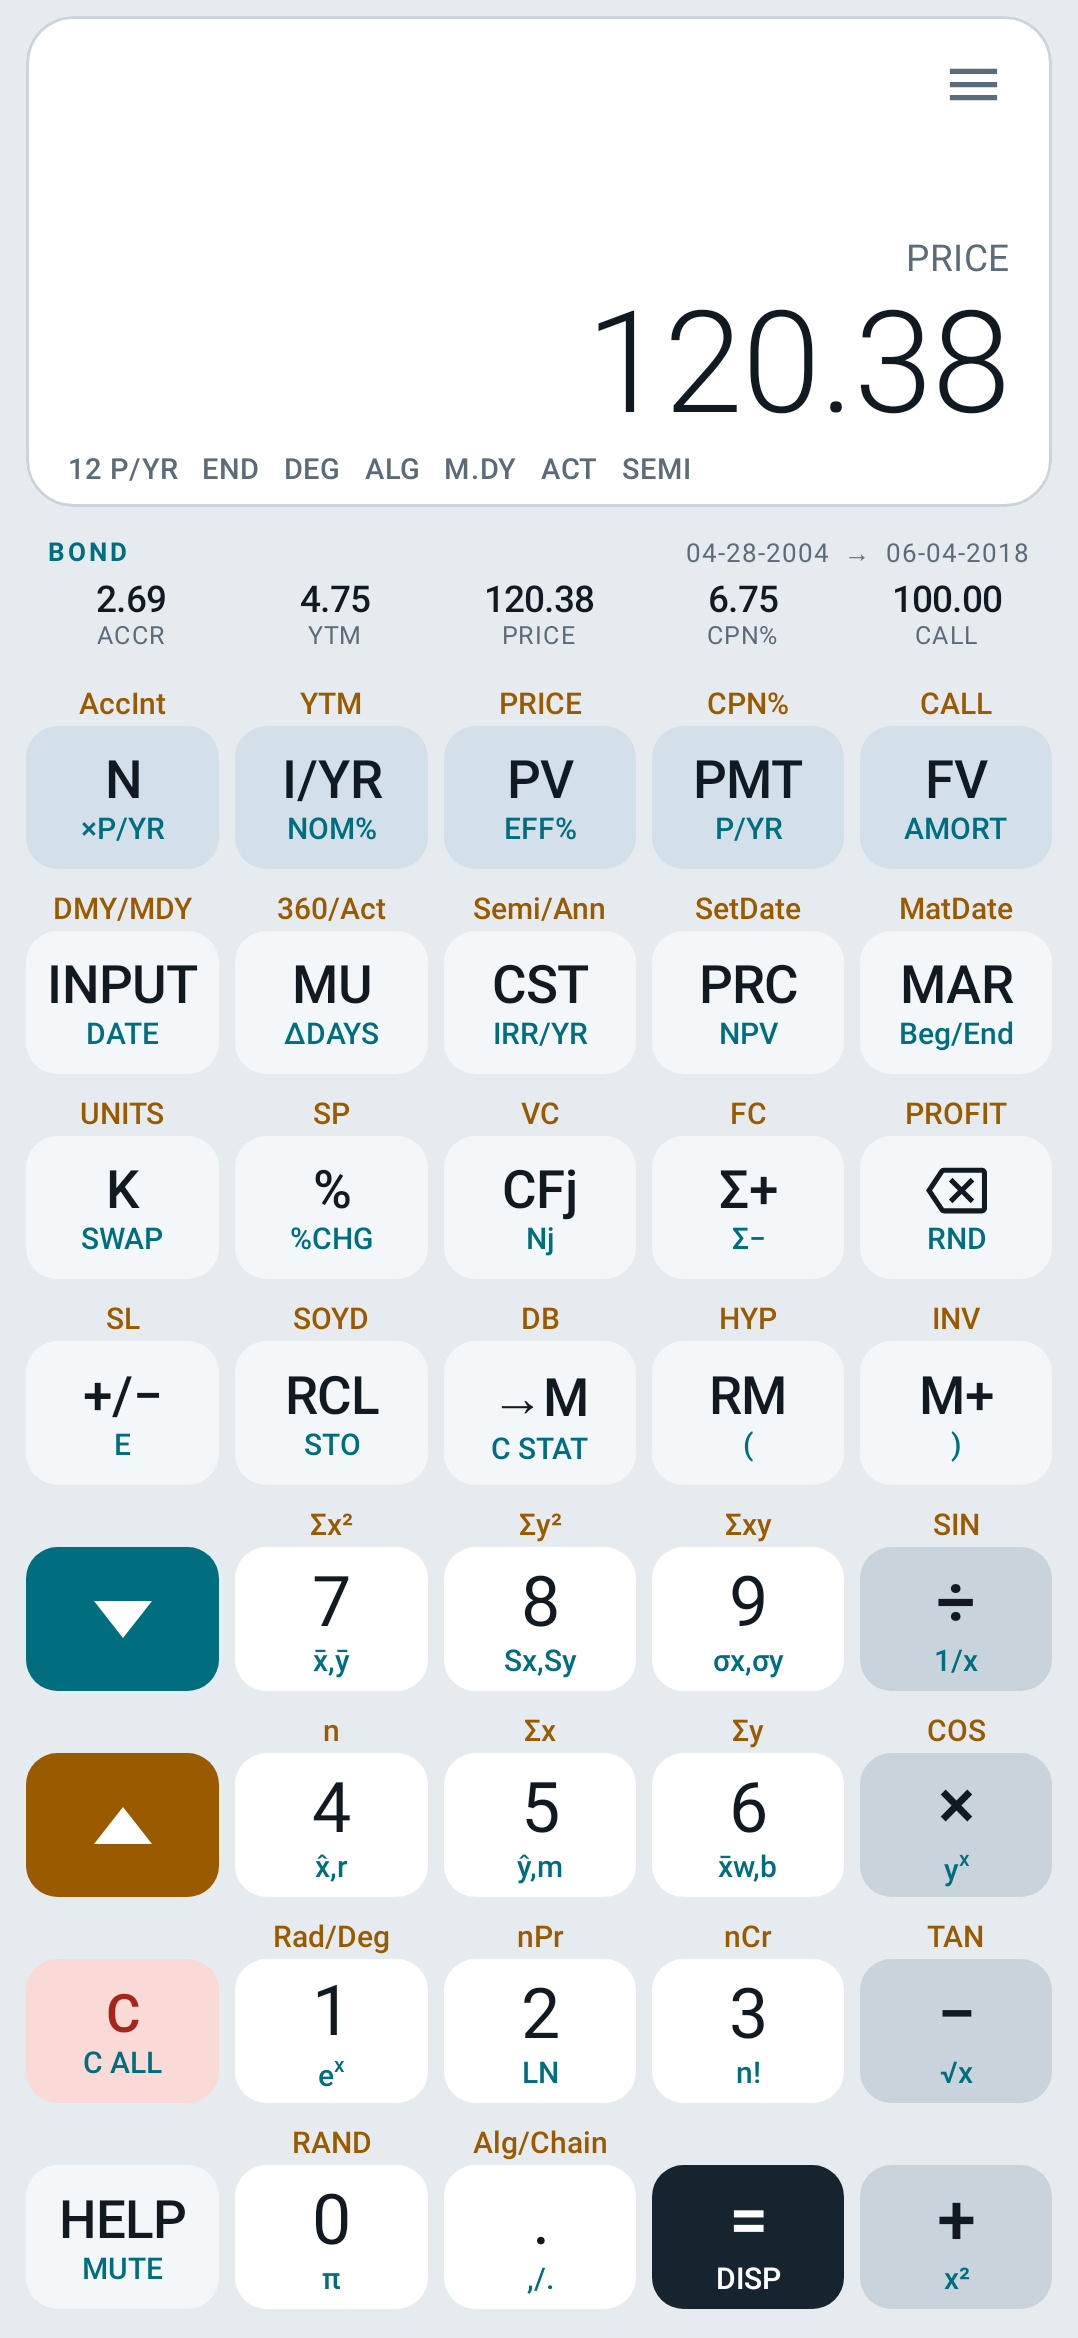 PRICE
120.38
12 P/YR END DEG ALG M.DY ACT SEMI
BOND 04-28-2004 → 06-04-2018
2.69 4.75 120.38 6.75 100.00
ACCR YTM PRICE CPN% CALL
AccInt YTM PRICE CPN% CALL
N I/YR PV PMT FV
×P/YR NOM% EFF% P/YR AMORT
DMY/MDY 360/Act Semi/Ann SetDate MatDate
INPUT MU CST PRC MAR
DATE ΔDAYS IRR/YR NPV Beg/End
UNITS SP VC FC PROFIT
K % CFj Σ+
SWAP %CHG Nj Σ− RND
SL SOYD DB HYP INV
+/− RCL →M RM M+
E STO C STAT ( )
Σx² Σy² Σxy SIN
7 8 9 ÷
x̄,ȳ Sx,Sy σx,σy 1/x
n Σx Σy COS
4 5 6 ×
x̂,r ŷ,m x̄w,b yˣ
Rad/Deg nPr nCr TAN
C 1 2 3 −
C ALL eˣ LN n! √x
RAND Alg/Chain
HELP 0 . = +
MUTE π ,/. DISP x²